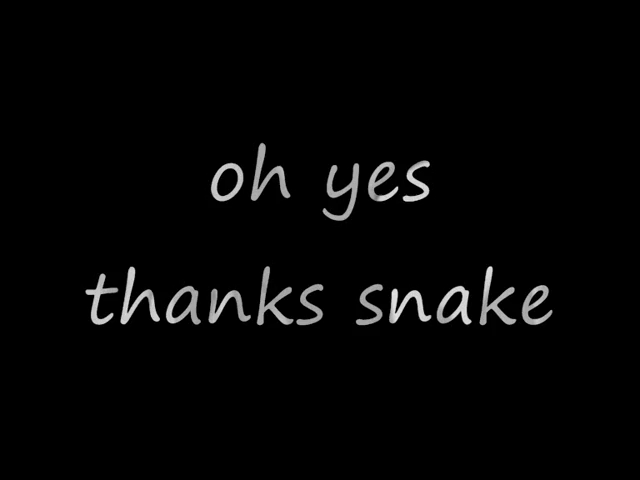 oh yes
thanks snake